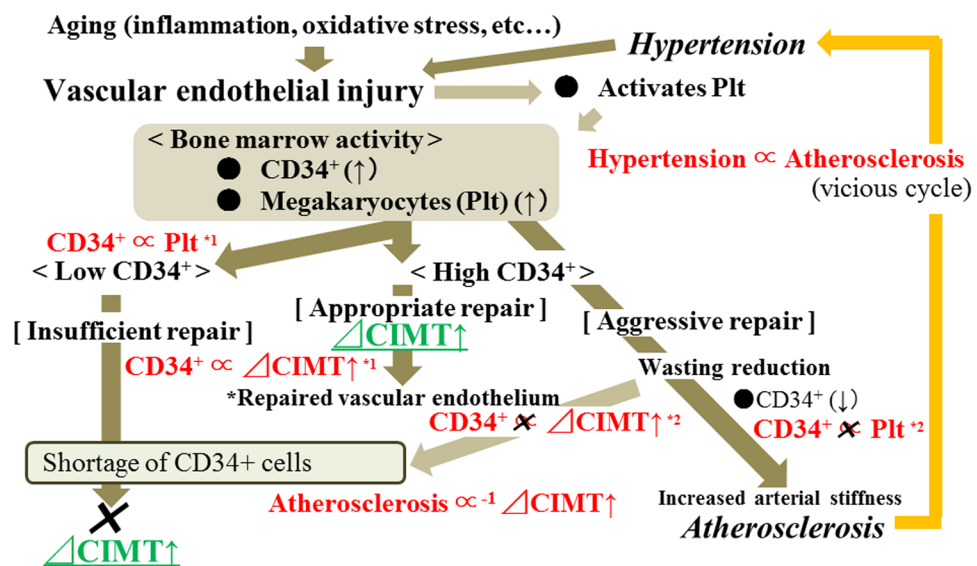 Aging (inflammation, oxidative stress, etc…)
Hypertension
Vascular endothelial injury
● Activates Plt
< Bone marrow activity>
● CD34⁺ (↑)
● Megakaryocytes (Plt) (↑)
Hypertension ∝ Atherosclerosis
(vicious cycle)
CD34⁺ ∝ Plt *1
< Low CD34⁺ >
< High CD34⁺ >
[ Insufficient repair ]
[ Appropriate repair ]
⊿CIMT↑
[ Aggressive repair ]
CD34⁺ ∝ ⊿CIMT↑ *1
*Repaired vascular endothelium
Wasting reduction
● CD34⁺ (↓)
CD34⁺ ∝ ⊿CIMT↑ *2
CD34⁺ ∝ Plt *2
Shortage of CD34+ cells
Atherosclerosis ∝⁻¹ ⊿CIMT↑
Increased arterial stiffness
Atherosclerosis
⊿CIMT↑